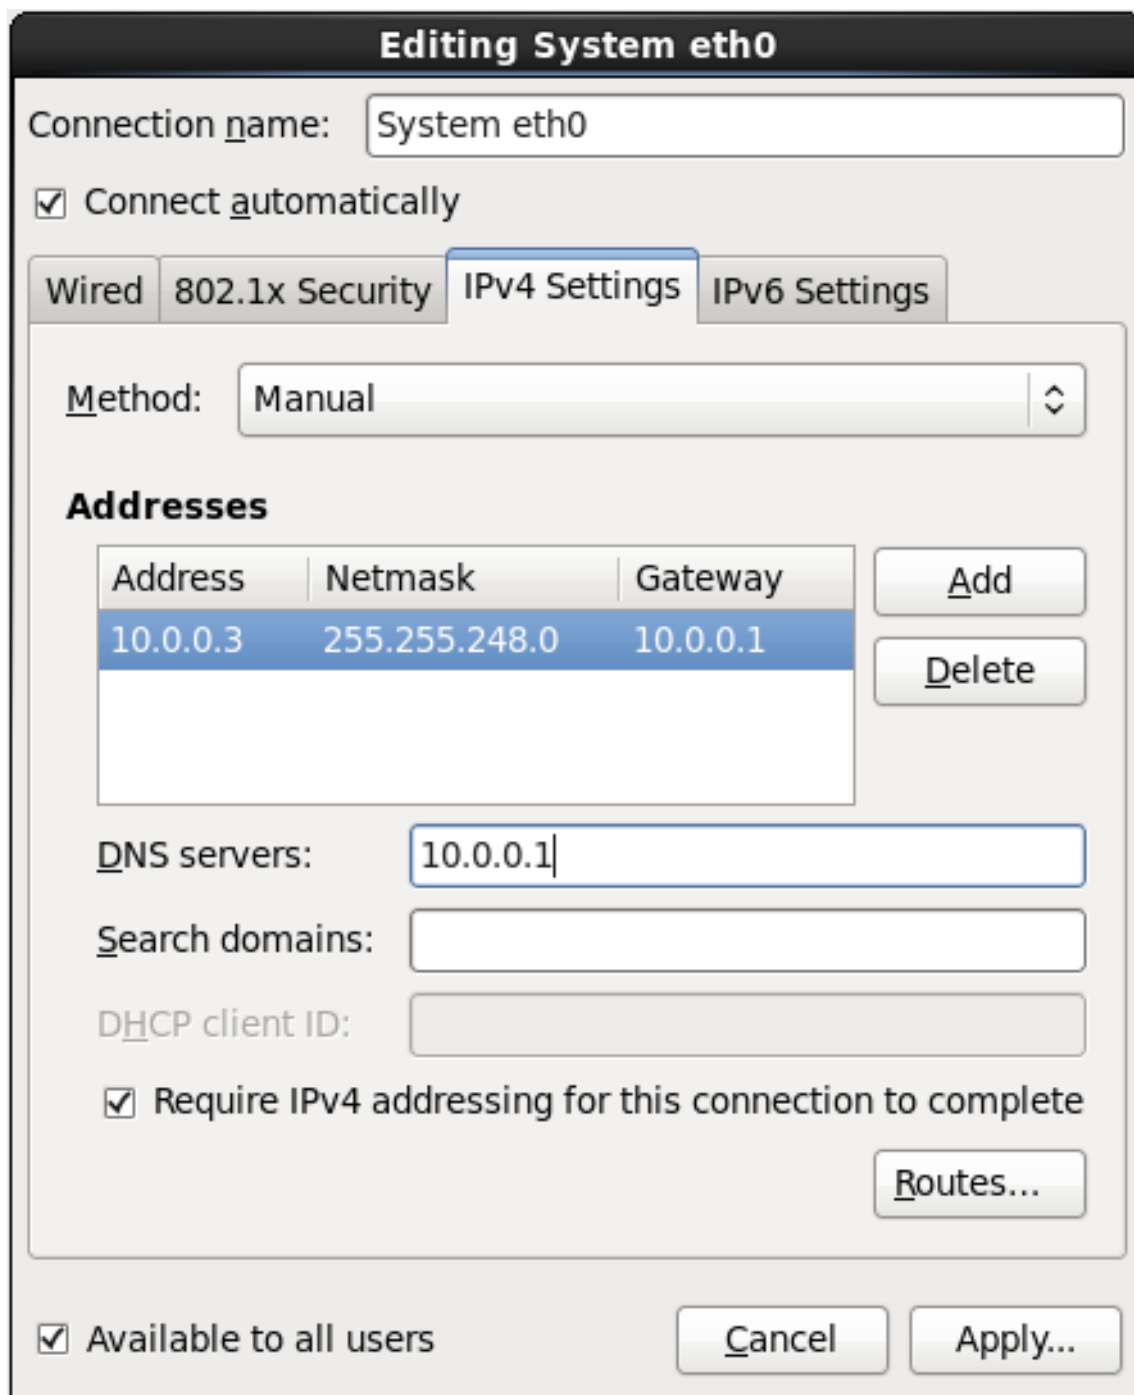 Editing System eth0
Connection name: System eth0
Connect automatically
Wired 802.1x Security IPv4 Settings IPv6 Settings
Method: Manual
Addresses
Address Netmask Gateway Add
10.0.0.3 255.255.248.0 10.0.0.1
Delete
DNS servers: 10.0.0.1
Search domains:
DHCP client ID:
Require IPv4 addressing for this connection to complete
Routes...
Available to all users Cancel Apply...